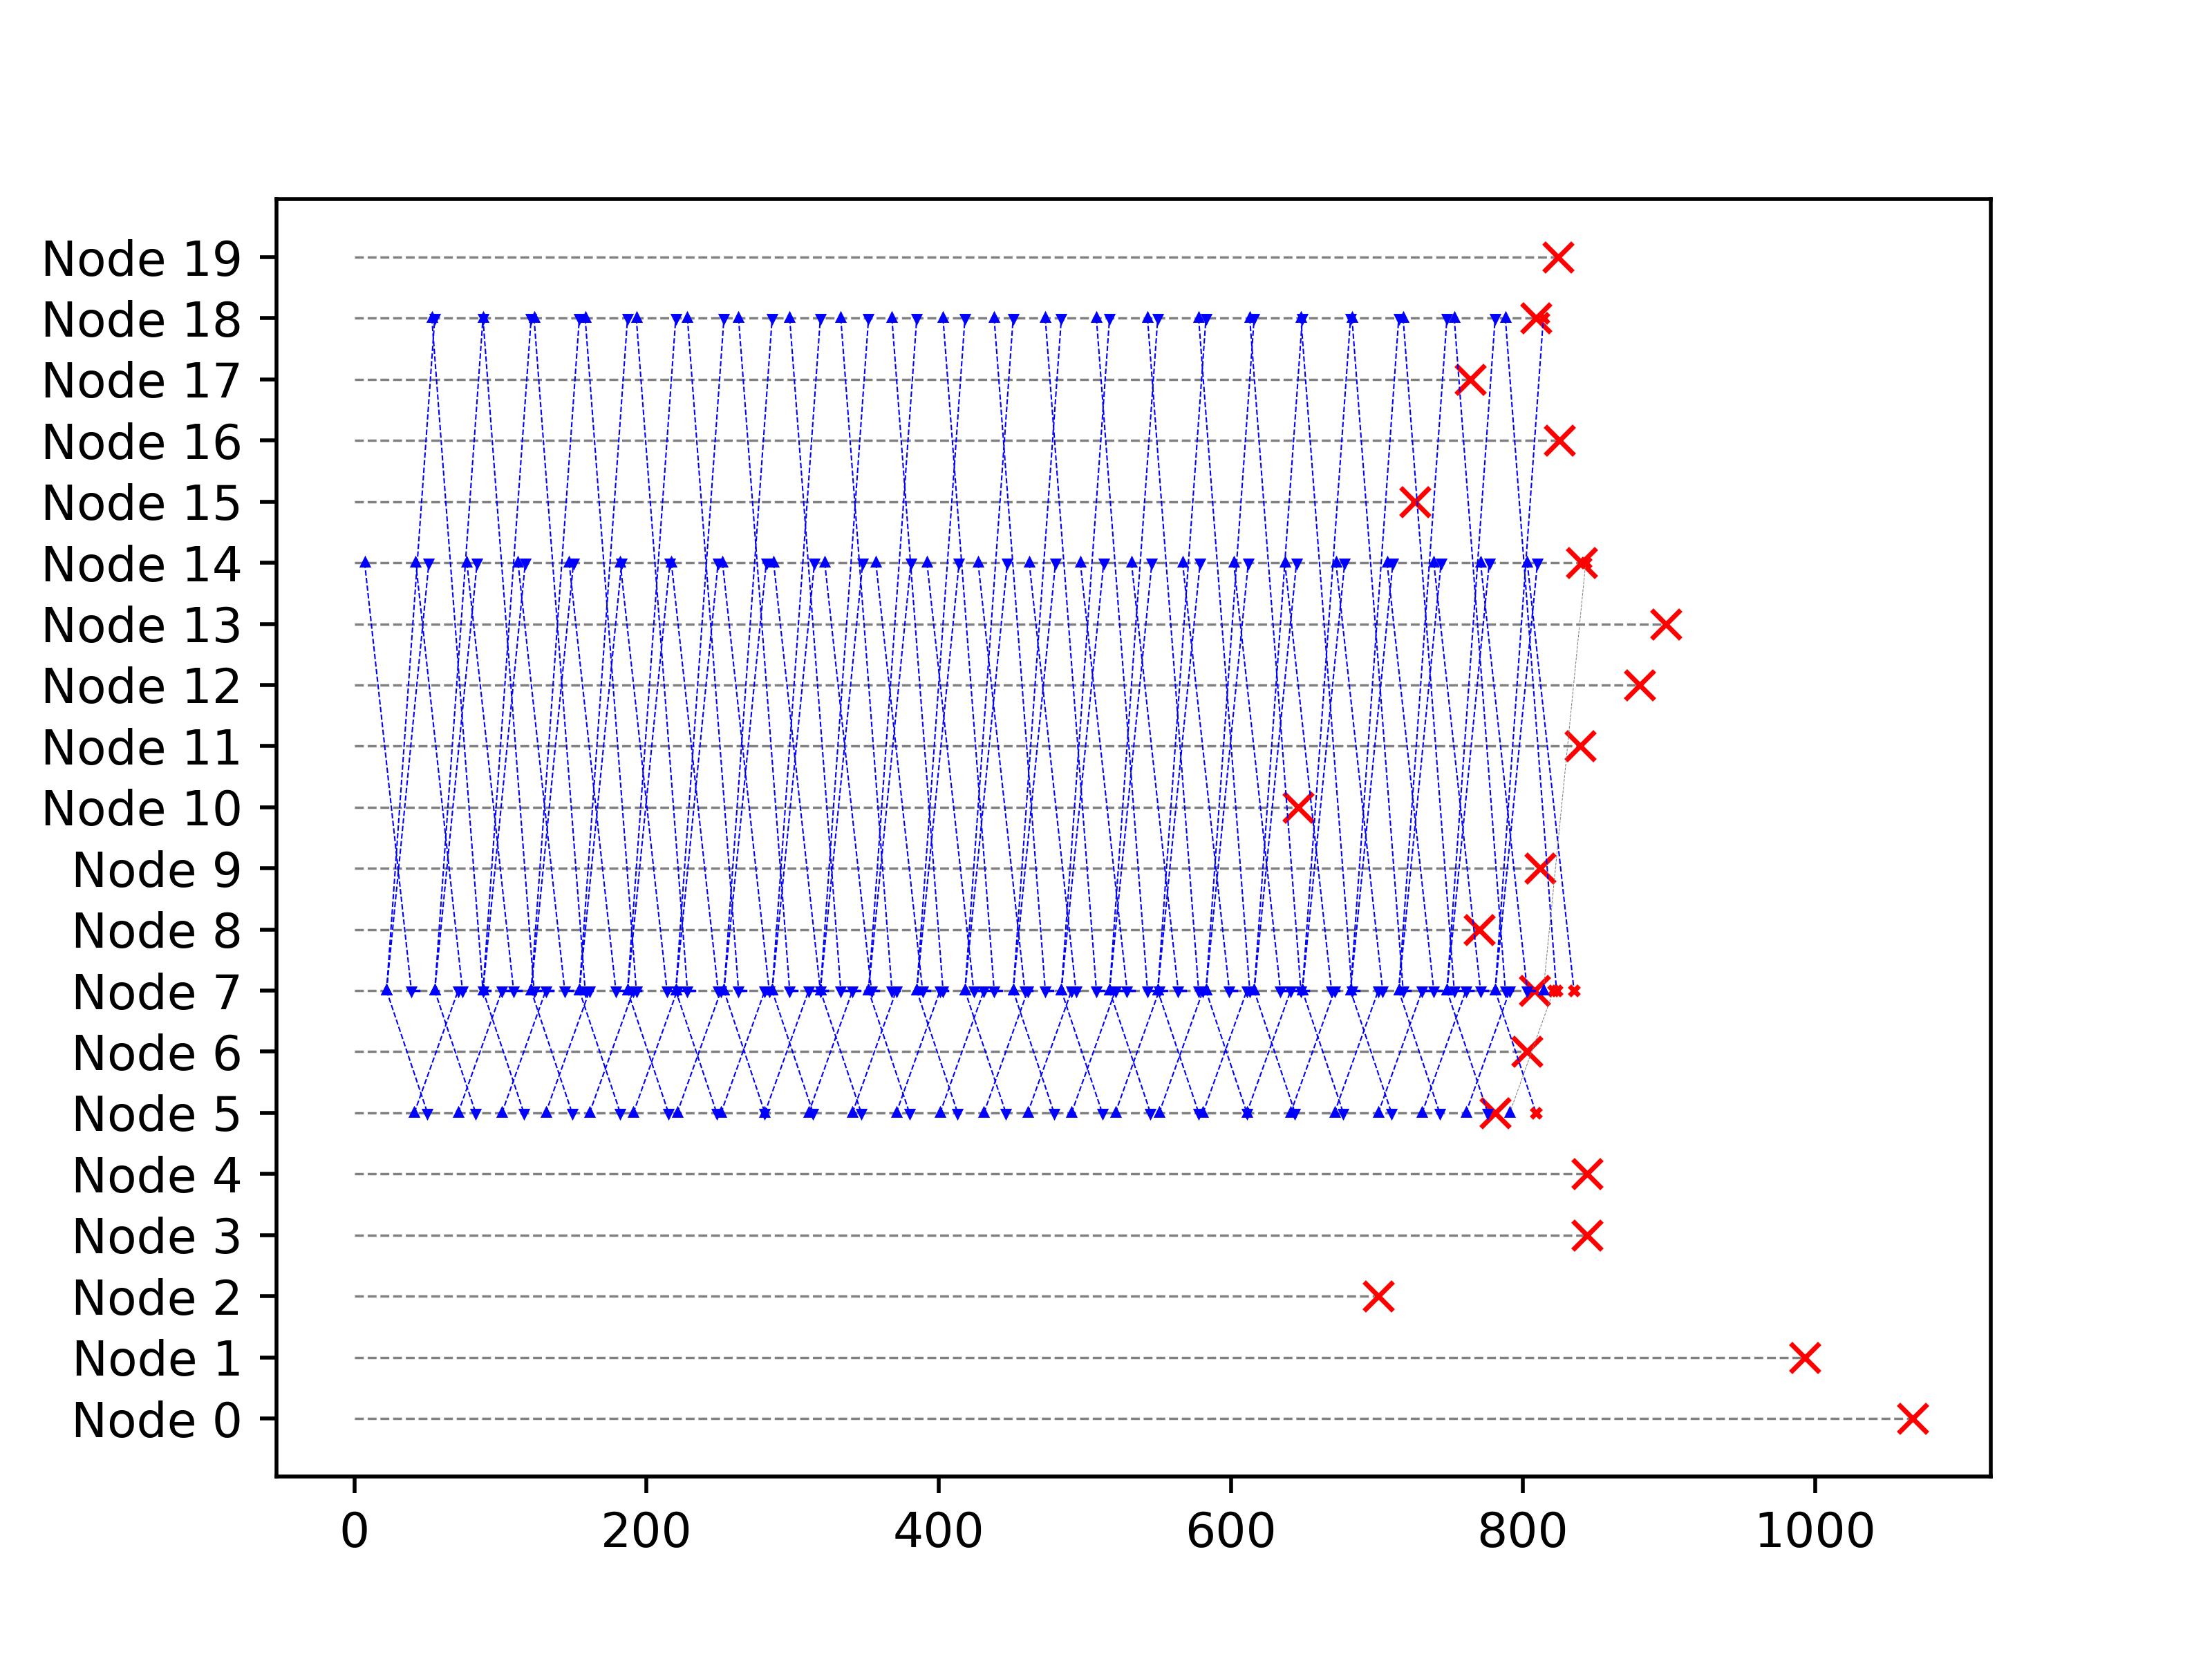 Node 19
Node 18
Node 17
Node 16
Node 15
Node 14
Node 13
Node 12
Node 11
Node 10
Node 9
Node 8
Node 7
Node 6
Node 5
Node 4
Node 3
Node 2
Node 1
Node 0
0 200 400 600 800 1000